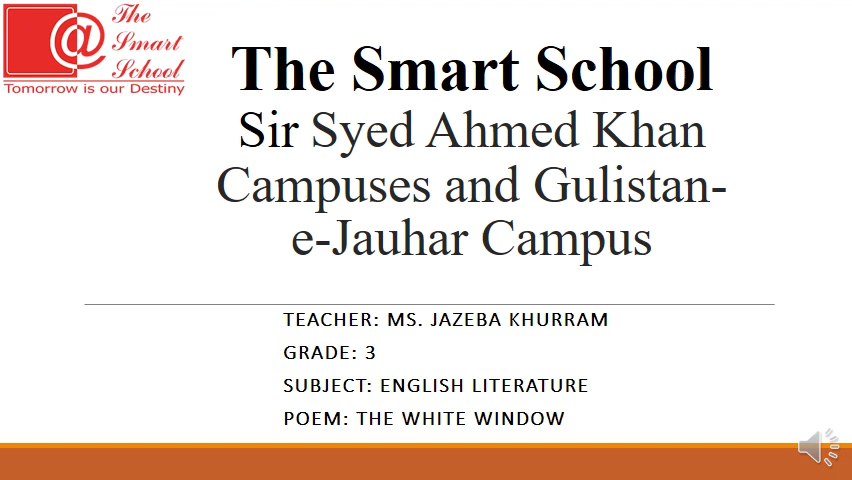 The
Smart
School
Tomorrow is our Destiny
The Smart School
Sir Syed Ahmed Khan
Campuses and Gulistan-
e-Jauhar Campus
TEACHER: MS. JAZEBA KHURRAM
GRADE: 3
SUBJECT: ENGLISH LITERATURE
POEM: THE WHITE WINDOW